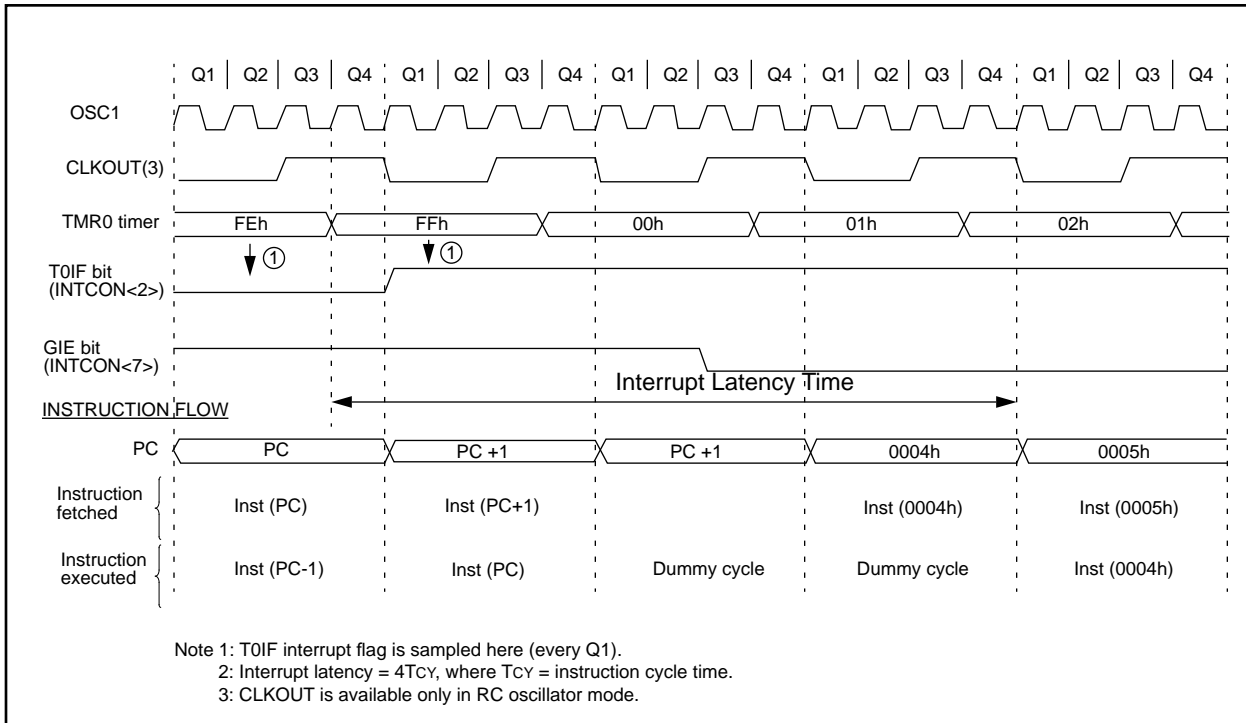 Q1 Q2 Q3 Q4 Q1 Q2 Q3 Q4 Q1 Q2 Q3 Q4 Q1 Q2 Q3 Q4 Q1 Q2 Q3 Q4
OSC1
CLKOUT(3)
TMR0 timer FEh FFh 00h 01h 02h
1 1
T0IF bit
(INTCON<2>)
GIE bit
(INTCON<7>)
Interrupt Latency Time
INSTRUCTION FLOW
PC PC PC +1 PC +1 0004h 0005h
Instruction
fetched
Inst (PC) Inst (PC+1) Inst (0004h) Inst (0005h)
Instruction
executed
Inst (PC-1) Inst (PC) Dummy cycle Dummy cycle Inst (0004h)
Note 1: T0IF interrupt flag is sampled here (every Q1).
2: Interrupt latency = 4TCY, where TCY = instruction cycle time.
3: CLKOUT is available only in RC oscillator mode.